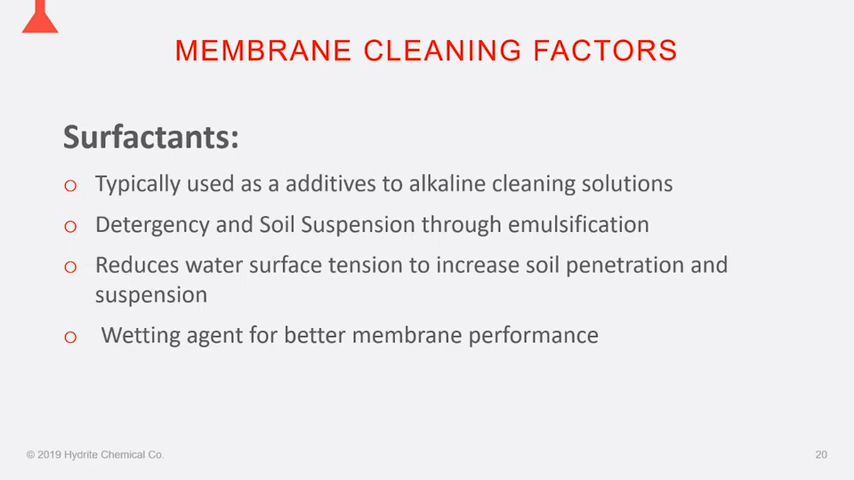 MEMBRANE CLEANING FACTORS
Surfactants:
o Typically used as a additives to alkaline cleaning solutions
o Detergency and Soil Suspension through emulsification
o Reduces water surface tension to increase soil penetration and
suspension
o Wetting agent for better membrane performance
© 2019 Hydrite Chemical Co.
20